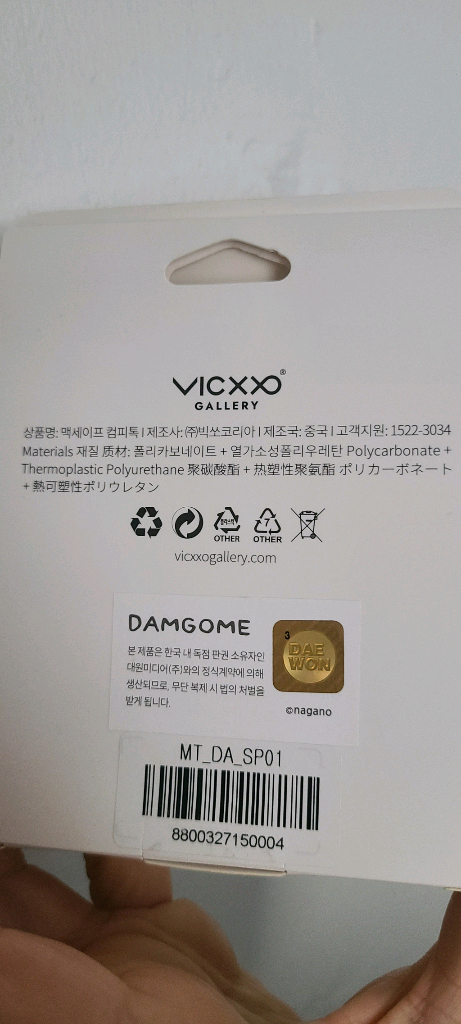 VICXXO®
GALLERY
상품명: 맥세이프 컴피톡 | 제조사: ㈜빅쏘코리아 | 제조국: 중국 | 고객지원: 1522-3034
Materials 재질 质材: 폴리카보네이트 + 열가소성폴리우레탄 Polycarbonate +
Thermoplastic Polyurethane 聚碳酸酯 + 热塑性聚氨酯 ポリカーボネート
+ 熱可塑性ポリウレタン
플라스틱 7
OTHER OTHER
vicxxogallery.com
DAMGOME
본 제품은 한국 내 독점 판권 소유자인
대원미디어(주)와의 정식계약에 의해
생산되므로, 무단 복제 시 법의 처벌을
받게 됩니다.
3
DAE
WON
©nagano
MT_DA_SP01
8800327150004